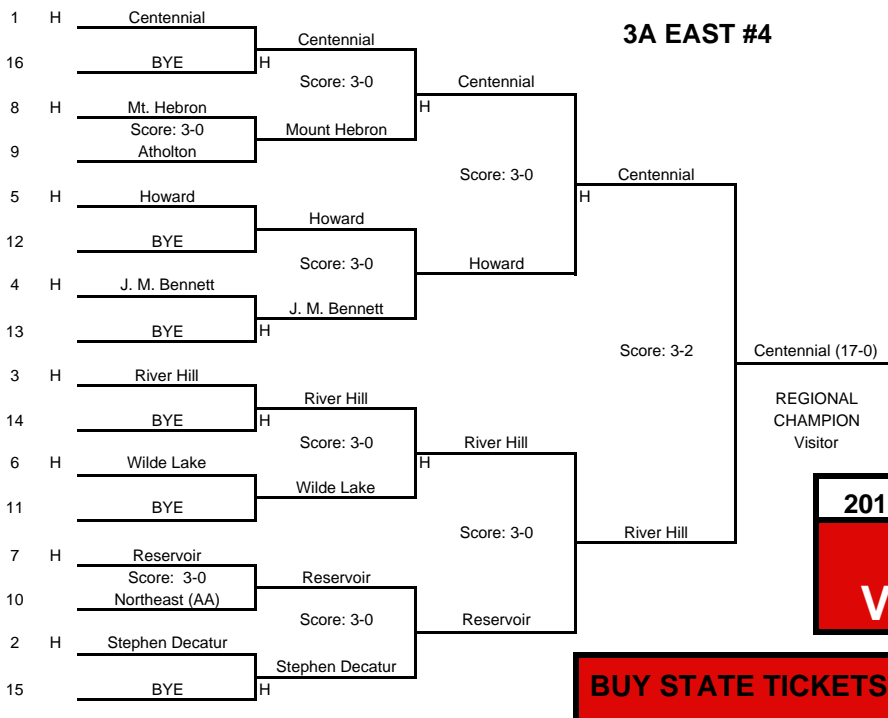 3A EAST #4
1 H Centennial
16 BYE
Centennial
H
Score: 3-0
8 H Mt. Hebron
Score: 3-0
9 Atholton
Mount Hebron
Centennial
H
5 H Howard
12 BYE
Howard
Score: 3-0
4 H J. M. Bennett
13 BYE
J. M. Bennett
H
Howard
Score: 3-0
Centennial
H
3 H River Hill
14 BYE
River Hill
H
Score: 3-0
6 H Wilde Lake
11 BYE
Wilde Lake
River Hill
H
7 H Reservoir
Score: 3-0
10 Northeast (AA)
Reservoir
Score: 3-0
2 H Stephen Decatur
15 BYE
Stephen Decatur
H
Reservoir
Score: 3-0
River Hill
Score: 3-2
Centennial (17-0)
REGIONAL
CHAMPION
Visitor
201
V
BUY STATE TICKETS